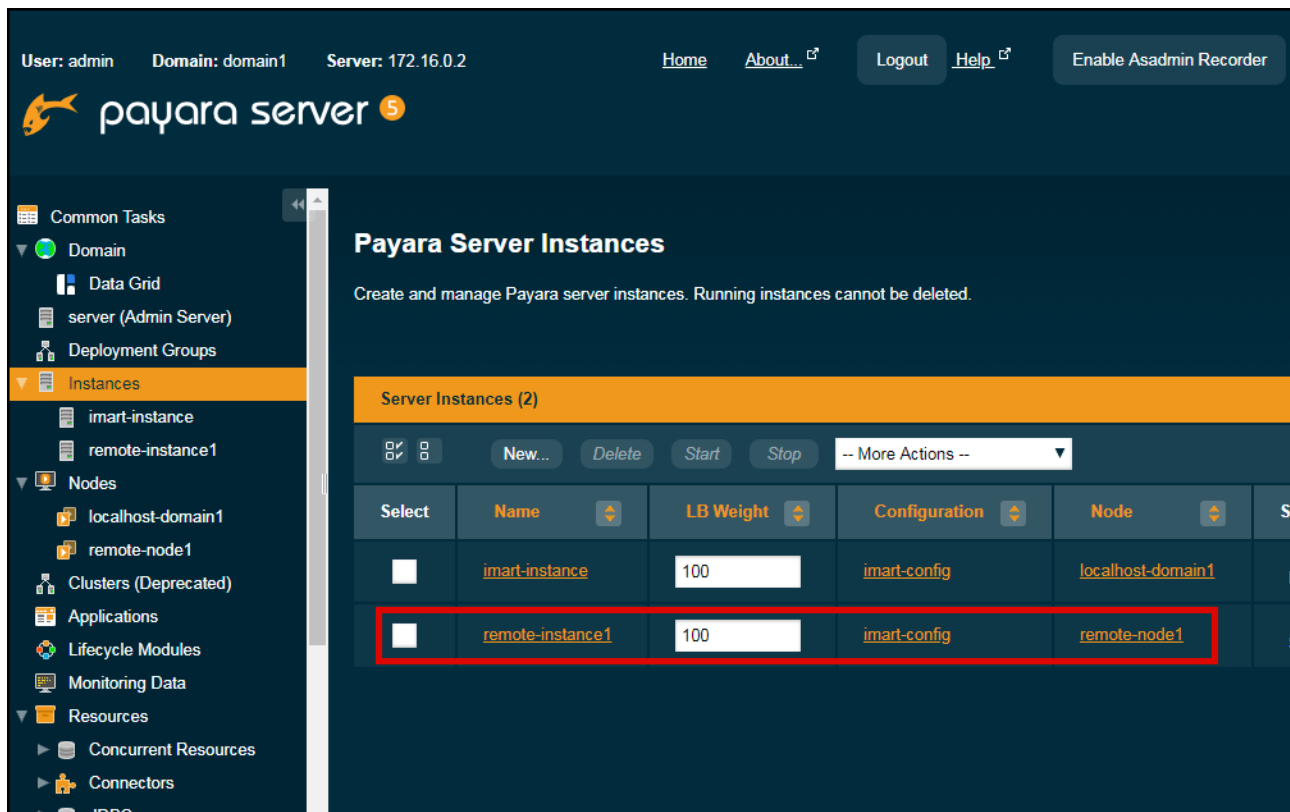 User: admin Domain: domain1 Server: 172.16.0.2 Home About... Logout Help Enable Asadmin Recorder
payara server 5
Common Tasks
Domain
Data Grid
server (Admin Server)
Deployment Groups
Instances
imart-instance
remote-instance1
Nodes
localhost-domain1
remote-node1
Clusters (Deprecated)
Applications
Lifecycle Modules
Monitoring Data
Resources
Concurrent Resources
Connectors
Payara Server Instances
Create and manage Payara server instances. Running instances cannot be deleted.
Server Instances (2)
New... Delete Start Stop -- More Actions --
Select Name LB Weight Configuration Node
imart-instance 100 imart-config localhost-domain1
remote-instance1 100 imart-config remote-node1